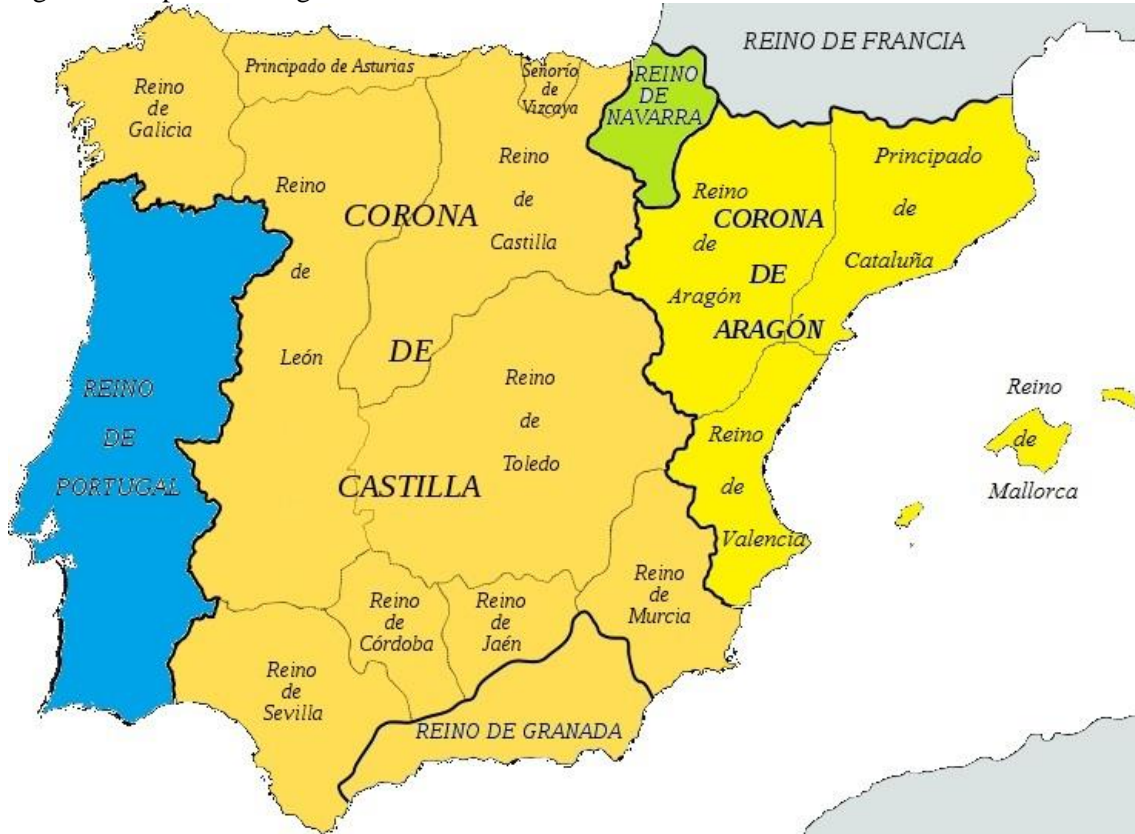 REINO DE FRANCIA
Principado de Asturias
Señorío
de
Vizcaya
REINO
DE
NAVARRA
Reino
de
Galicia
Reino
de
León
Reino
de
Castilla
CORONA
DE
CASTILLA
Reino
de
Aragón
CORONA
DE
ARAGÓN
Principado
de
Cataluña
REINO
DE
PORTUGAL
Reino
de
Toledo
Reino
de
Valencia
Reino
de
Mallorca
Reino
de
Córdoba
Reino
de
Jaén
Reino
de
Murcia
Reino
de
Sevilla
REINO DE GRANADA